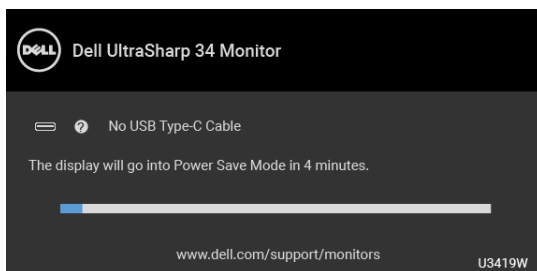 DELL Dell UltraSharp 34 Monitor
? No USB Type-C Cable
The display will go into Power Save Mode in 4 minutes.
www.dell.com/support/monitors
U3419W